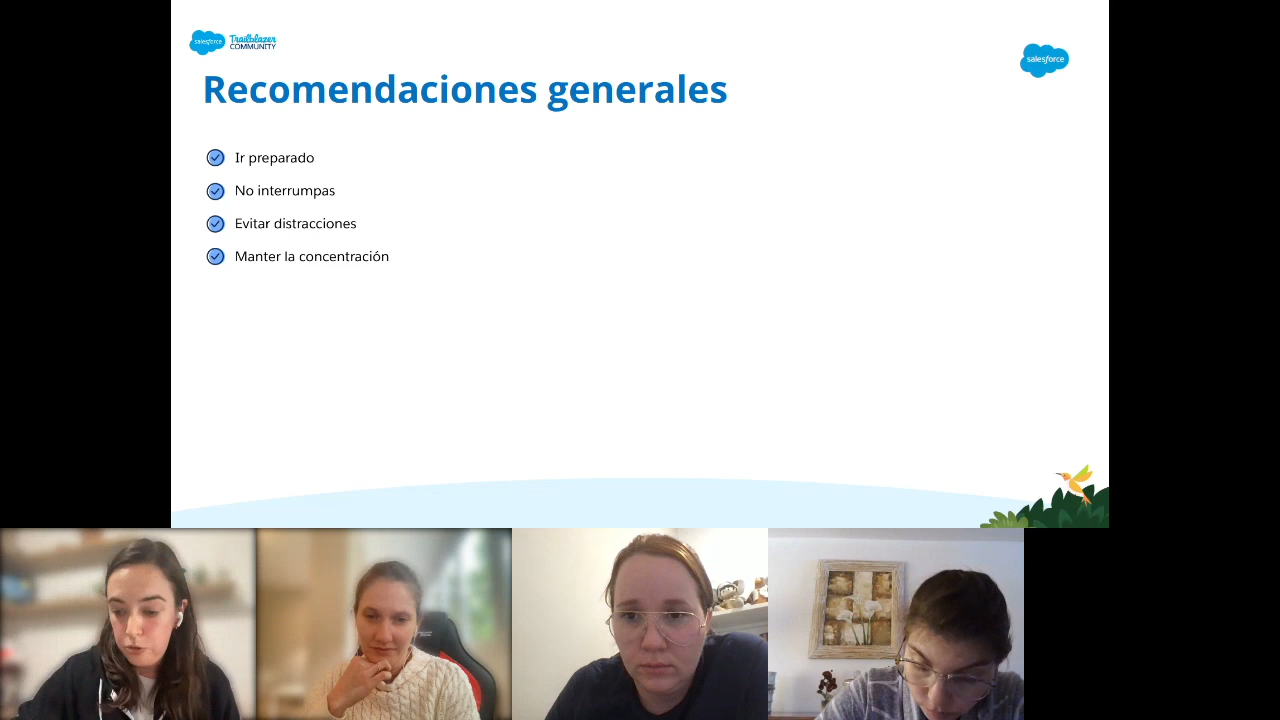 salesforce
Trailblazer
COMMUNITY
salesforce
Recomendaciones generales
Ir preparado
No interrumpas
Evitar distracciones
Manter la concentración